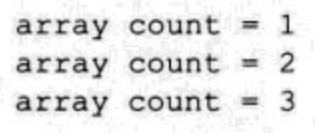 array count = 1
array count = 2
array count = 3